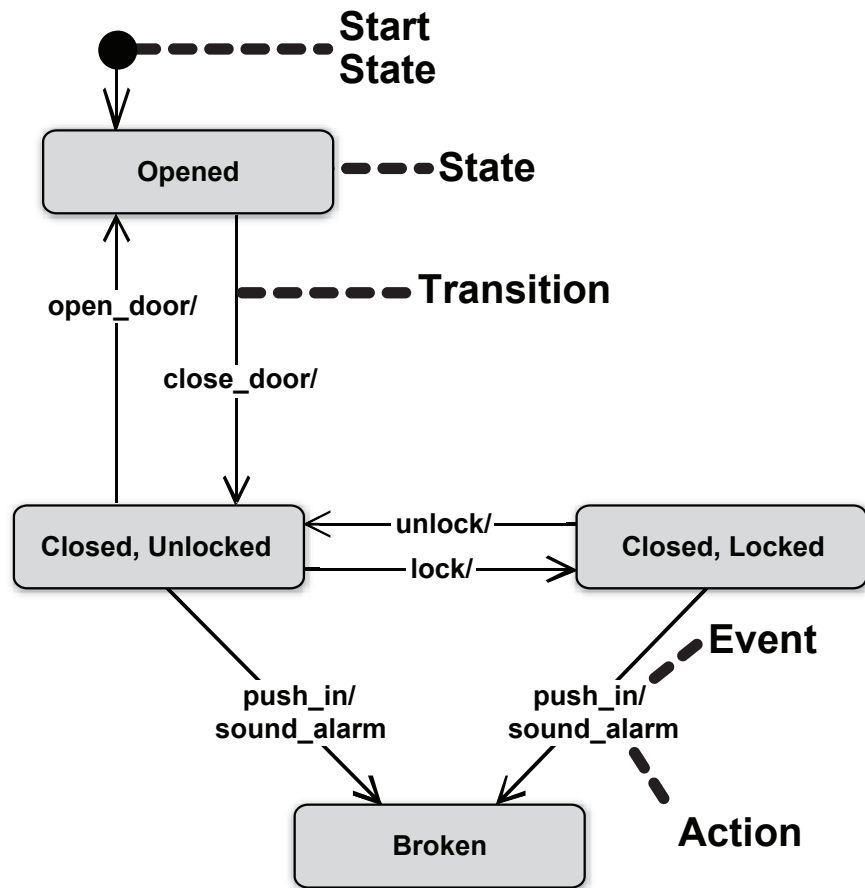 Start
State
Opened
State
open_door/
Transition
close_door/
Closed, Unlocked
unlock/
lock/
Closed, Locked
Event
push_in/
sound_alarm
push_in/
sound_alarm
Action
Broken